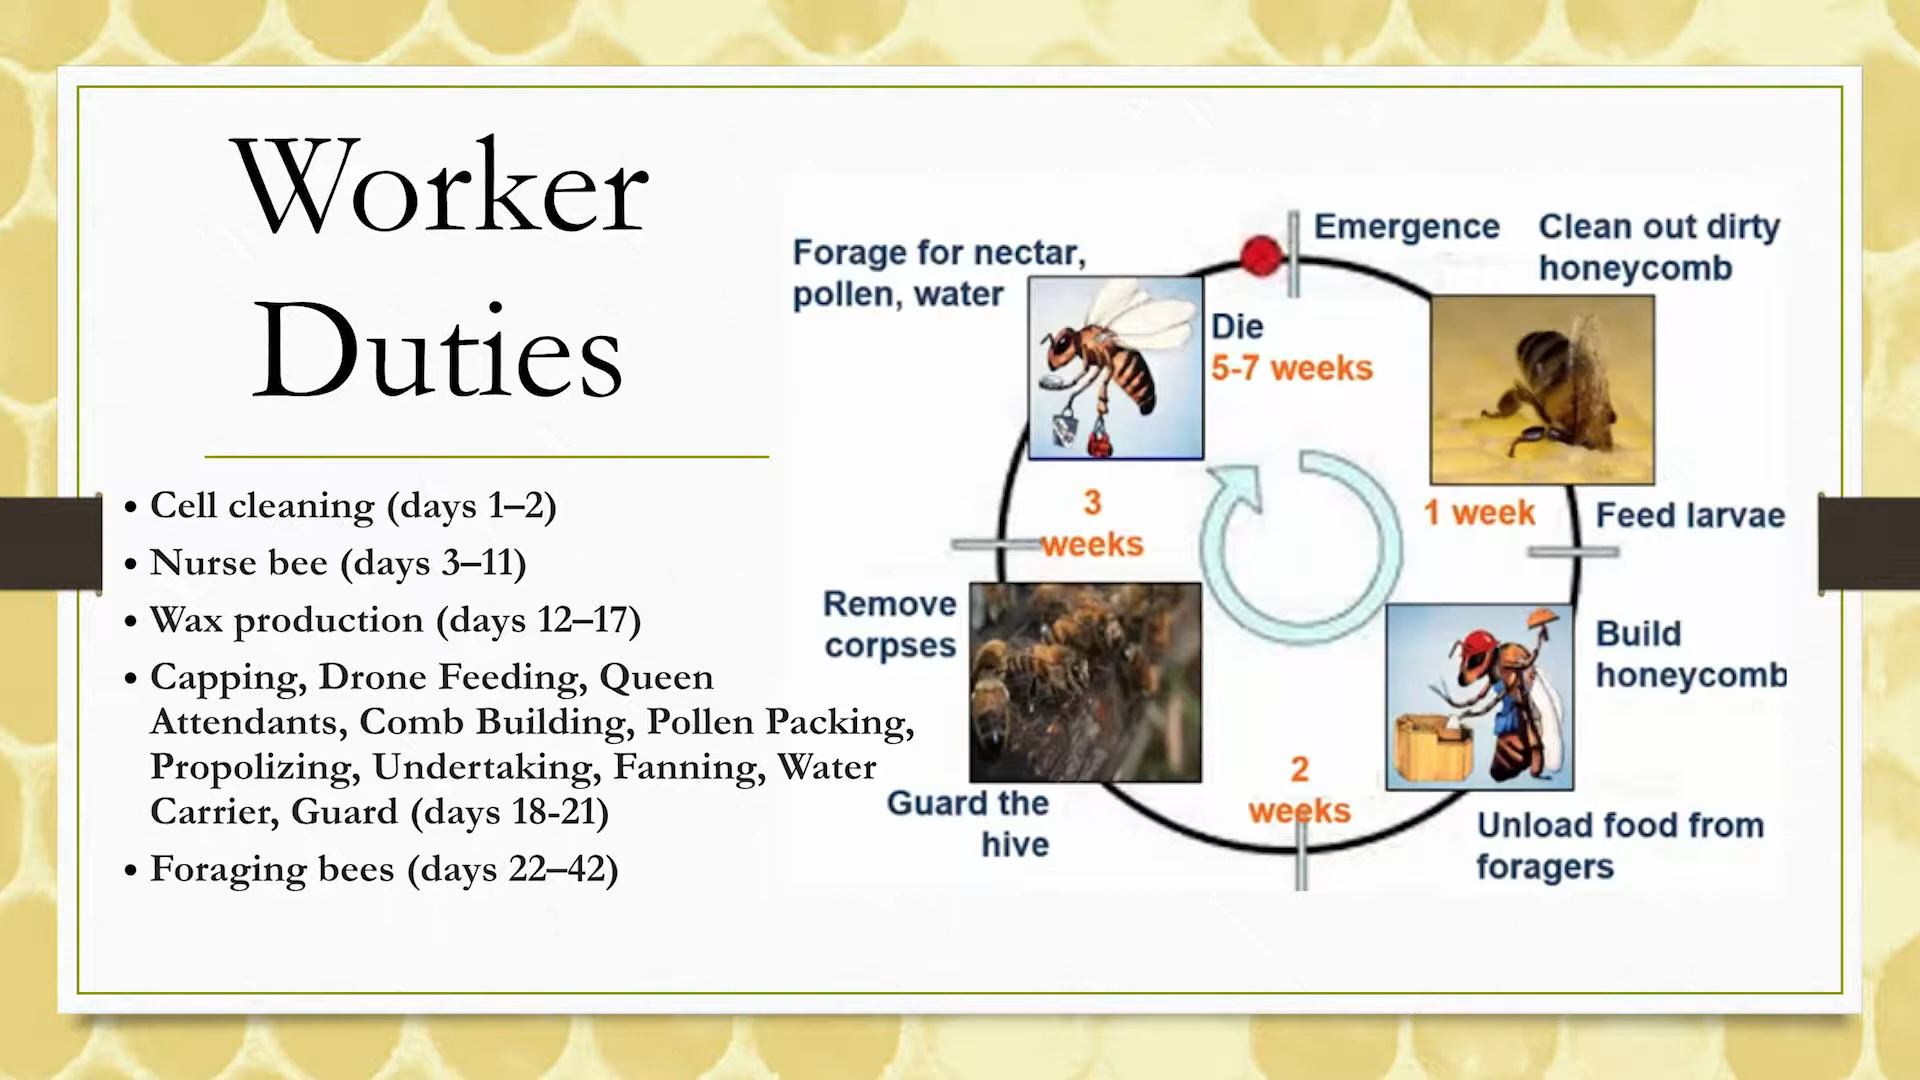 Worker
Duties
• Cell cleaning (days 1–2)
• Nurse bee (days 3–11)
• Wax production (days 12–17)
• Capping, Drone Feeding, Queen
Attendants, Comb Building, Pollen Packing,
Propolizing, Undertaking, Fanning, Water
Carrier, Guard (days 18-21)
• Foraging bees (days 22–42)
Emergence
Clean out dirty
honeycomb
1 week
Feed larvae
Build
honeycomb
Unload food from
foragers
2
weeks
Guard the
hive
Remove
corpses
3
weeks
Forage for nectar,
pollen, water
Die
5-7 weeks